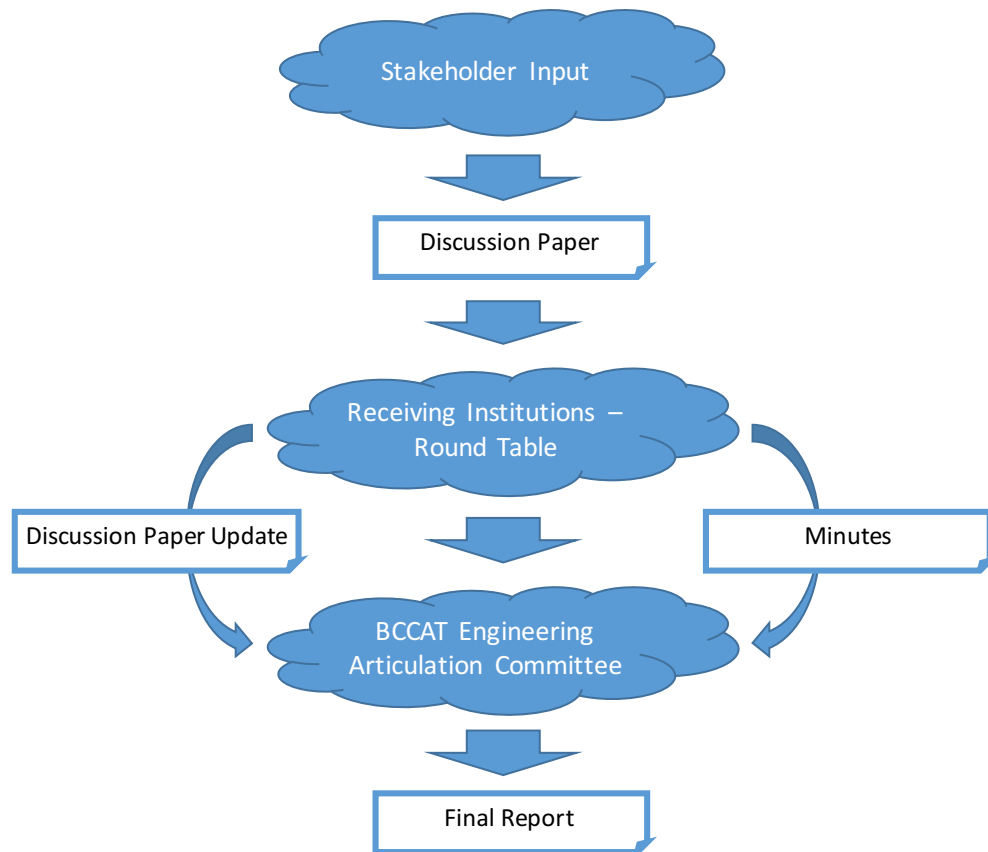 Stakeholder Input
Discussion Paper
Receiving Institutions –
Round Table
Discussion Paper Update
Minutes
BCCAT Engineering
Articulation Committee
Final Report